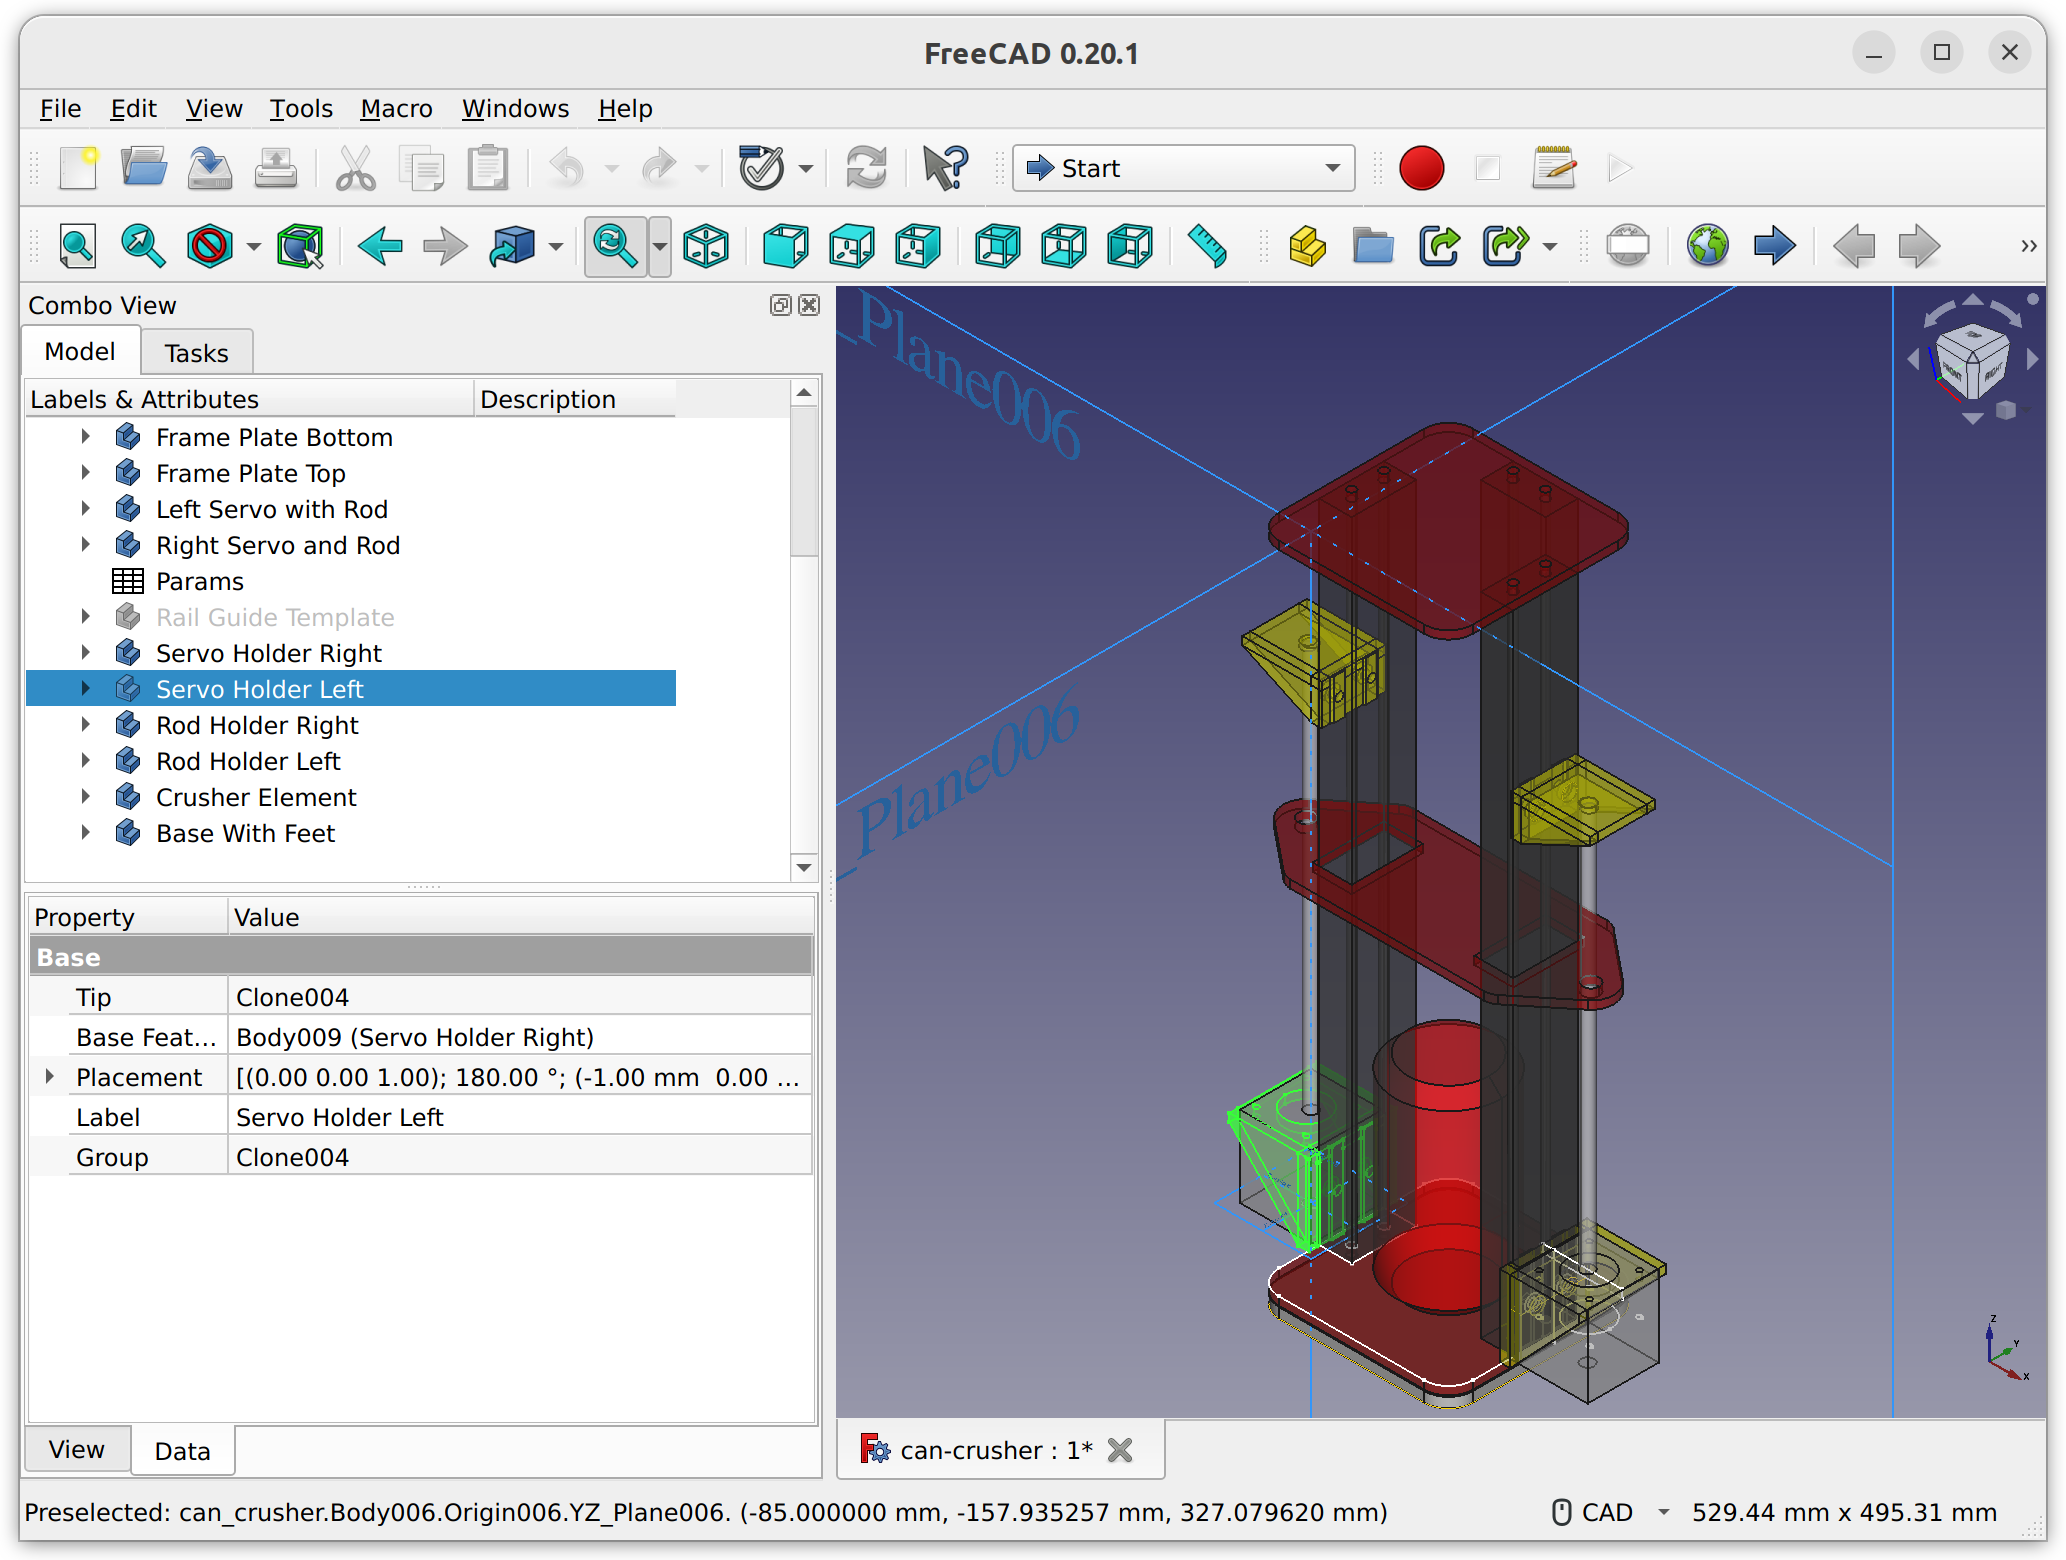 FreeCAD 0.20.1
File Edit View Tools Macro Windows Help
Start
Combo View
Model Tasks
Labels & Attributes Description
Frame Plate Bottom
Frame Plate Top
Left Servo with Rod
Right Servo and Rod
Params
Rail Guide Template
Servo Holder Right
Servo Holder Left
Rod Holder Right
Rod Holder Left
Crusher Element
Base With Feet
Property Value
Base
Tip Clone004
Base Feat... Body009 (Servo Holder Right)
Placement [(0.00 0.00 1.00); 180.00 °; (-1.00 mm 0.00 ...
Label Servo Holder Left
Group Clone004
View Data
_Plane006
_Plane006
FRONT RIGHT
Z
Y
X
can-crusher : 1*
Preselected: can_crusher.Body006.Origin006.YZ_Plane006. (-85.000000 mm, -157.935257 mm, 327.079620 mm)
CAD 529.44 mm x 495.31 mm